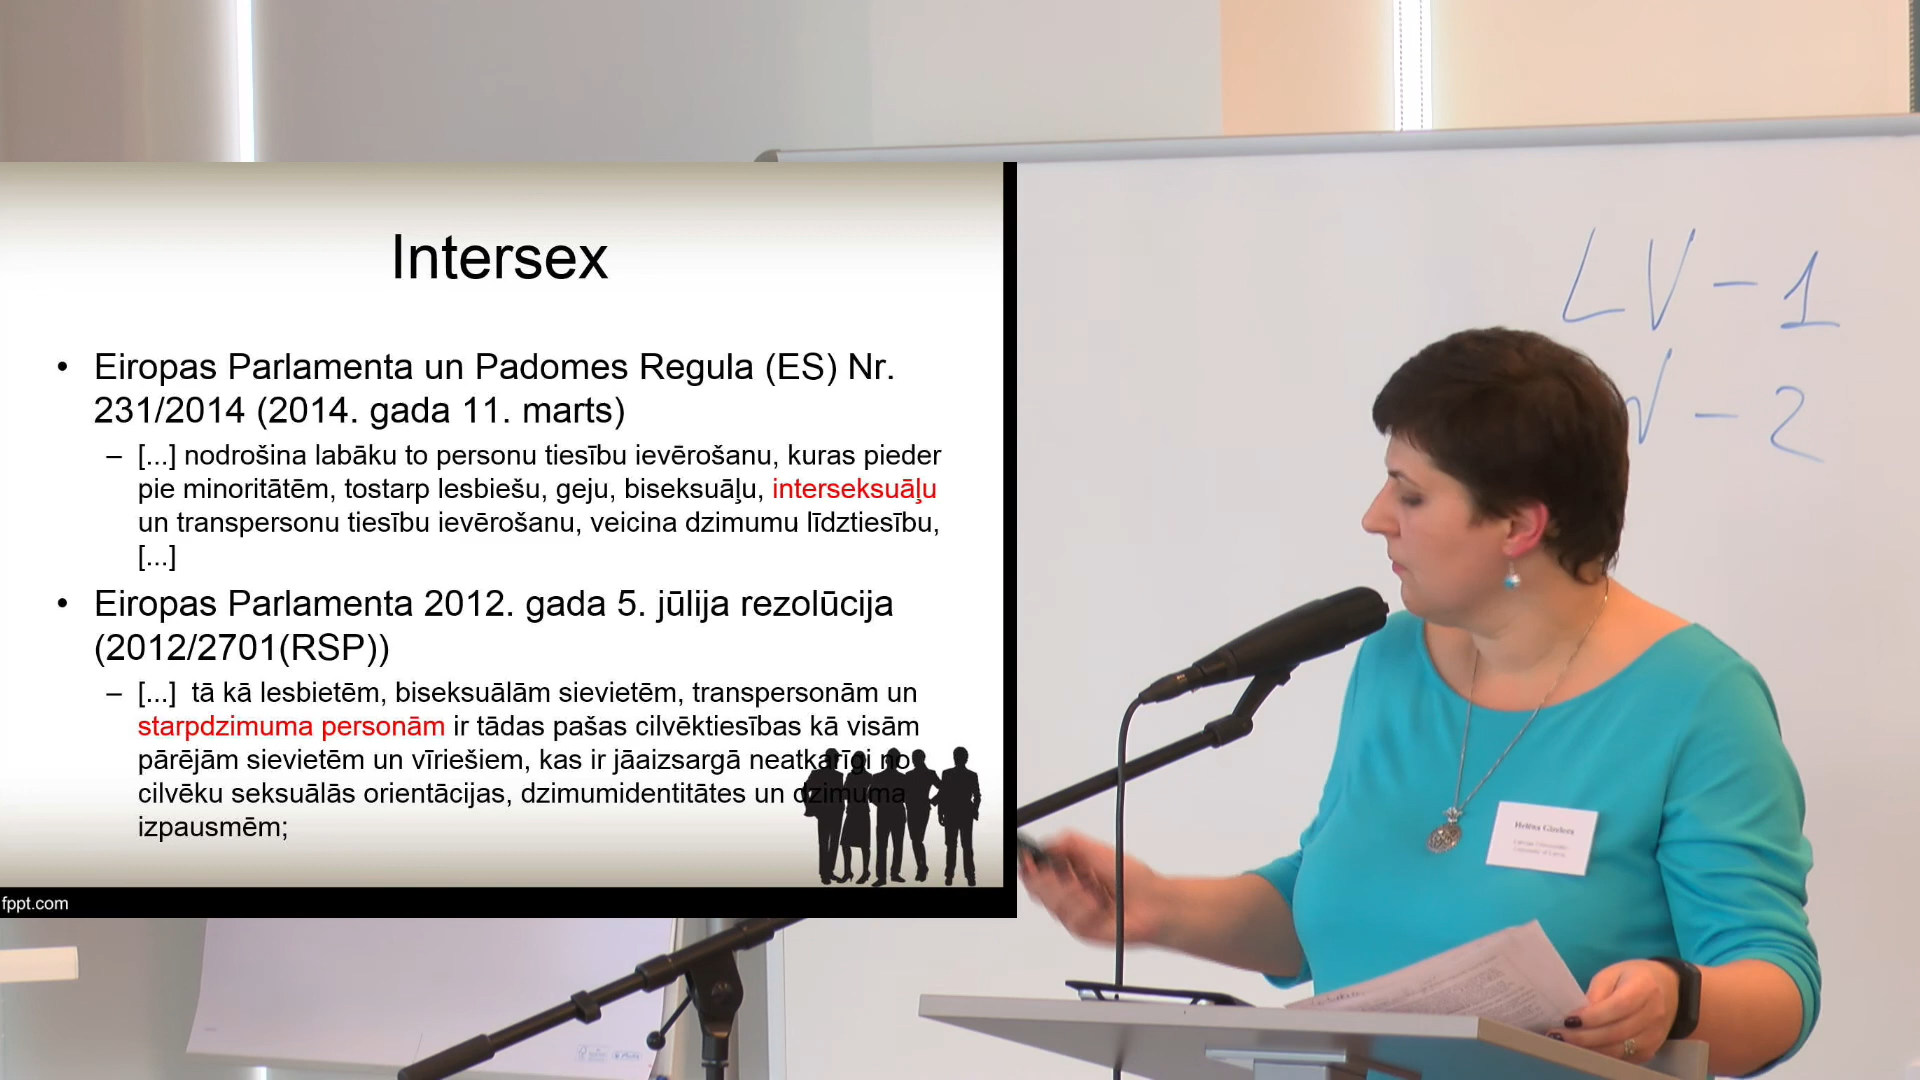 Intersex
• Eiropas Parlamenta un Padomes Regula (ES) Nr.
231/2014 (2014. gada 11. marts)
– [...] nodrošina labāku to personu tiesību ievērošanu, kuras pieder
pie minoritātēm, tostarp lesbiešu, geju, biseksuāļu, interseksuāļu
un transpersonu tiesību ievērošanu, veicina dzimumu līdztiesību,
[...]
• Eiropas Parlamenta 2012. gada 5. jūlija rezolūcija
(2012/2701(RSP))
– [...] tā kā lesbietēm, biseksuālām sievietēm, transpersonām un
starpdzimuma personām ir tādas pašas cilvēktiesības kā visām
pārējām sievietēm un vīriešiem, kas ir jāaizsargā neatkarīgi no
cilvēku seksuālās orientācijas, dzimumidentitātes un dzimuma
izpausmēm;
fppt.com
LV - 1
V - 2